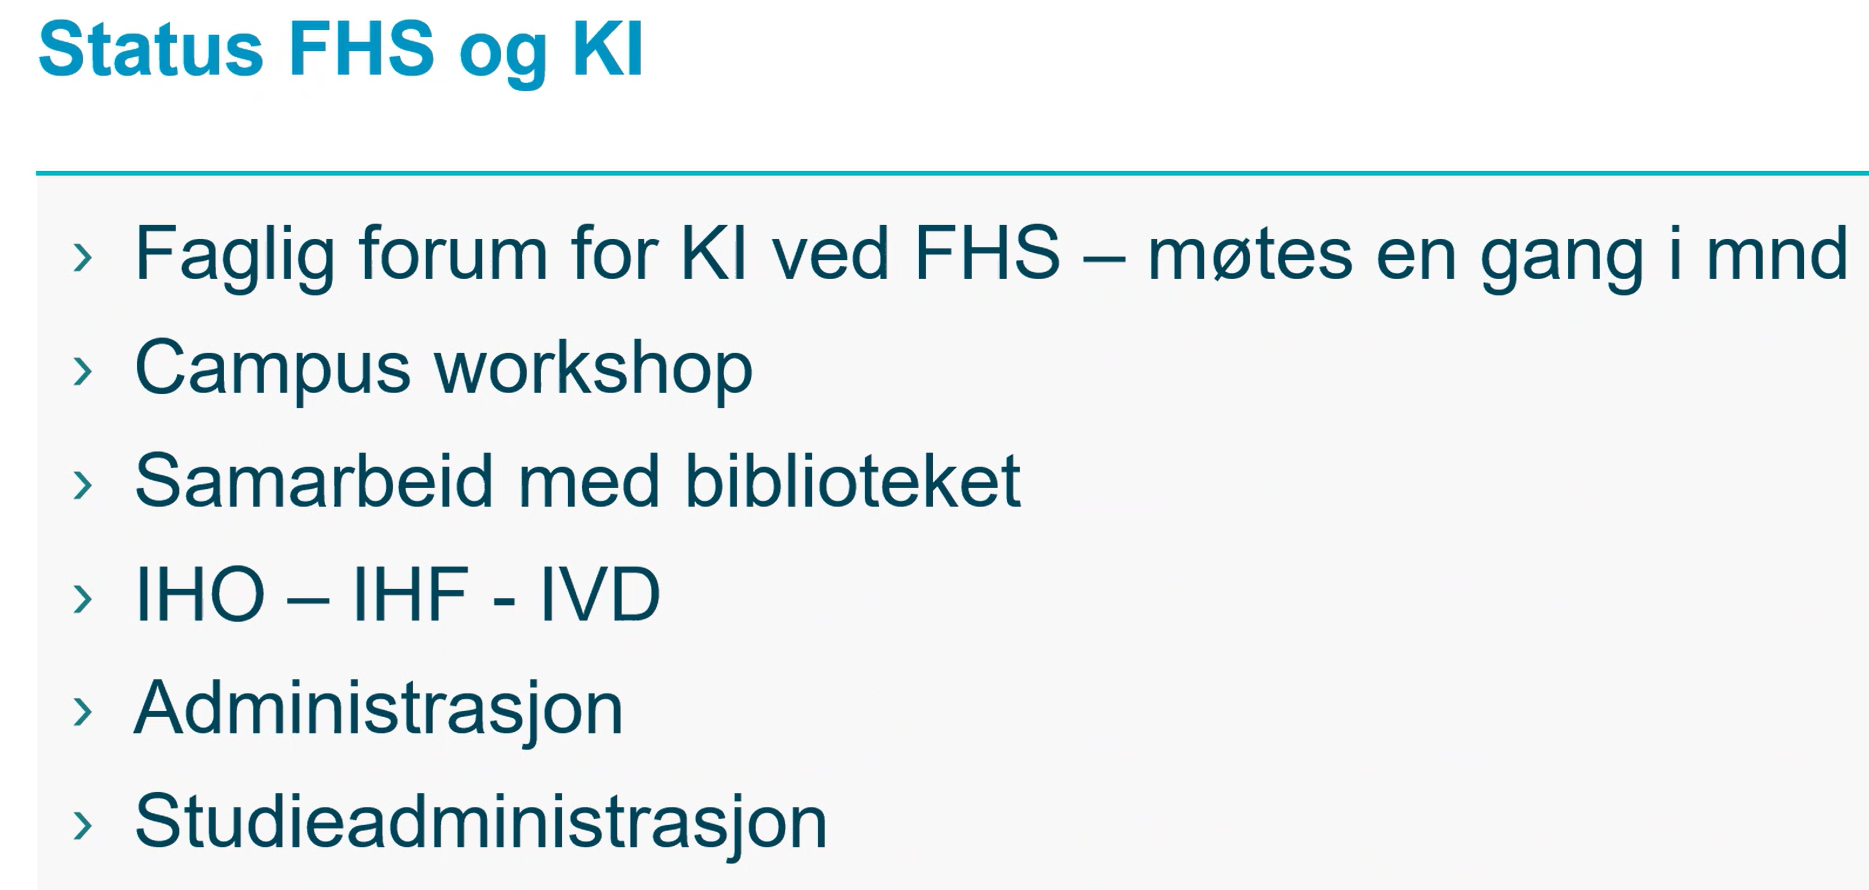 Status FHS og KI
› Faglig forum for KI ved FHS – møtes en gang i mnd
› Campus workshop
› Samarbeid med biblioteket
› IHO – IHF - IVD
› Administrasjon
› Studieadministrasjon